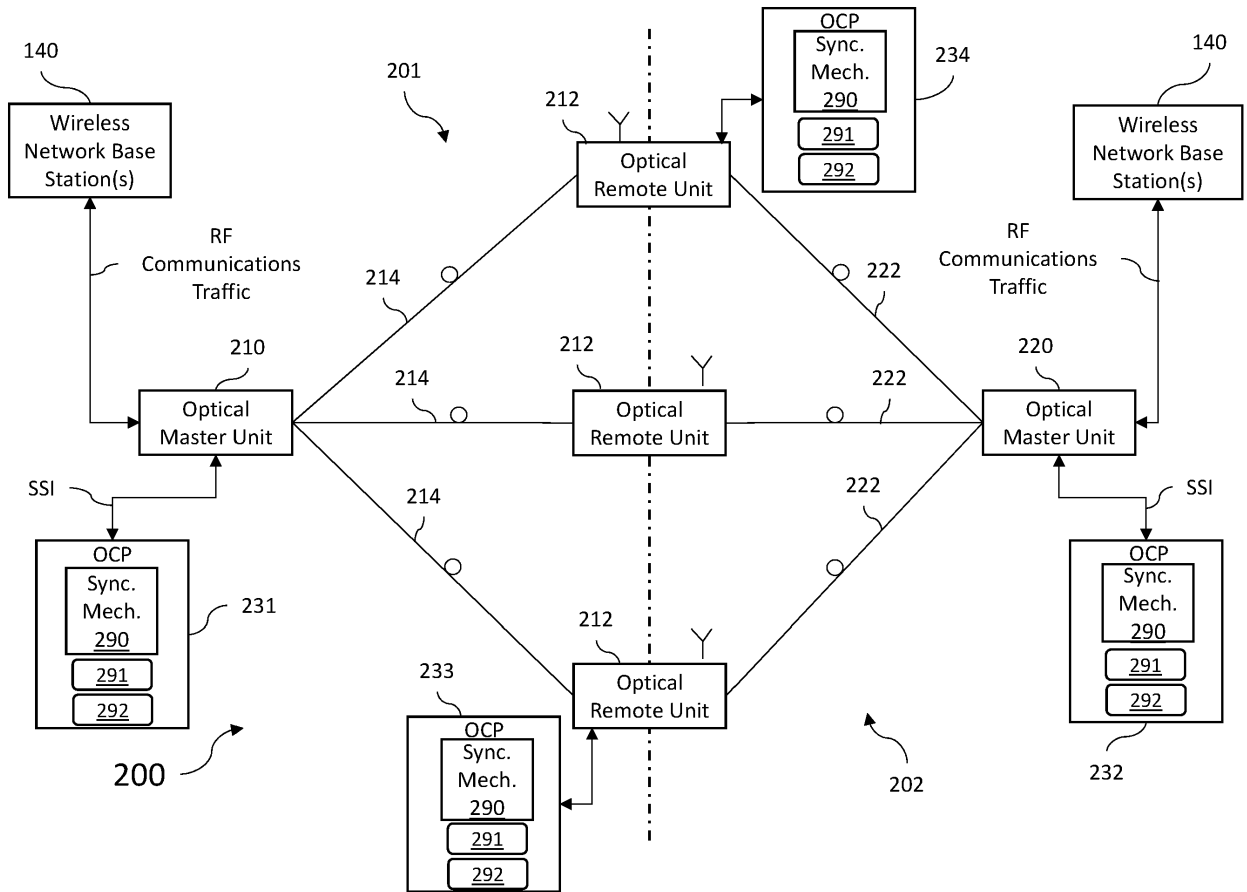 140
Wireless
Network Base
Station(s)
201
212
OCP
Sync.
Mech.
290
291
292
234
140
Wireless
Network Base
Station(s)
Optical
Remote Unit
RF
Communications
Traffic
214
222
RF
Communications
Traffic
210
Optical
Master Unit
214
212
Optical
Remote Unit
222
220
Optical
Master Unit
SSI
214
222
SSI
OCP
Sync.
Mech.
290
291
292
231
212
Optical
Remote Unit
OCP
Sync.
Mech.
290
291
292
232
233
OCP
Sync.
Mech.
290
291
292
200
202